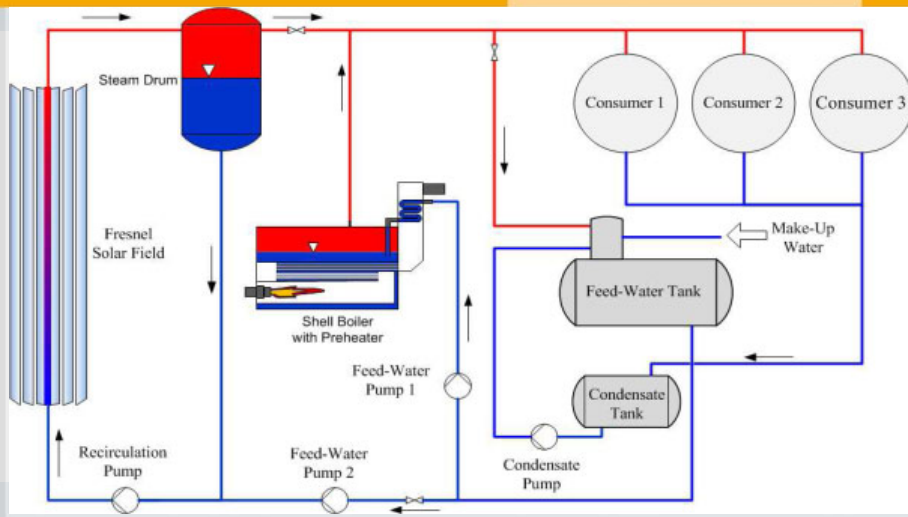 Steam Drum
Consumer 1
Consumer 2
Consumer 3
Fresnel
Solar Field
Make-Up
Water
Feed-Water Tank
Shell Boiler
with Preheater
Feed-Water
Pump 1
Condensate
Tank
Recirculation
Pump
Feed-Water
Pump 2
Condensate
Pump